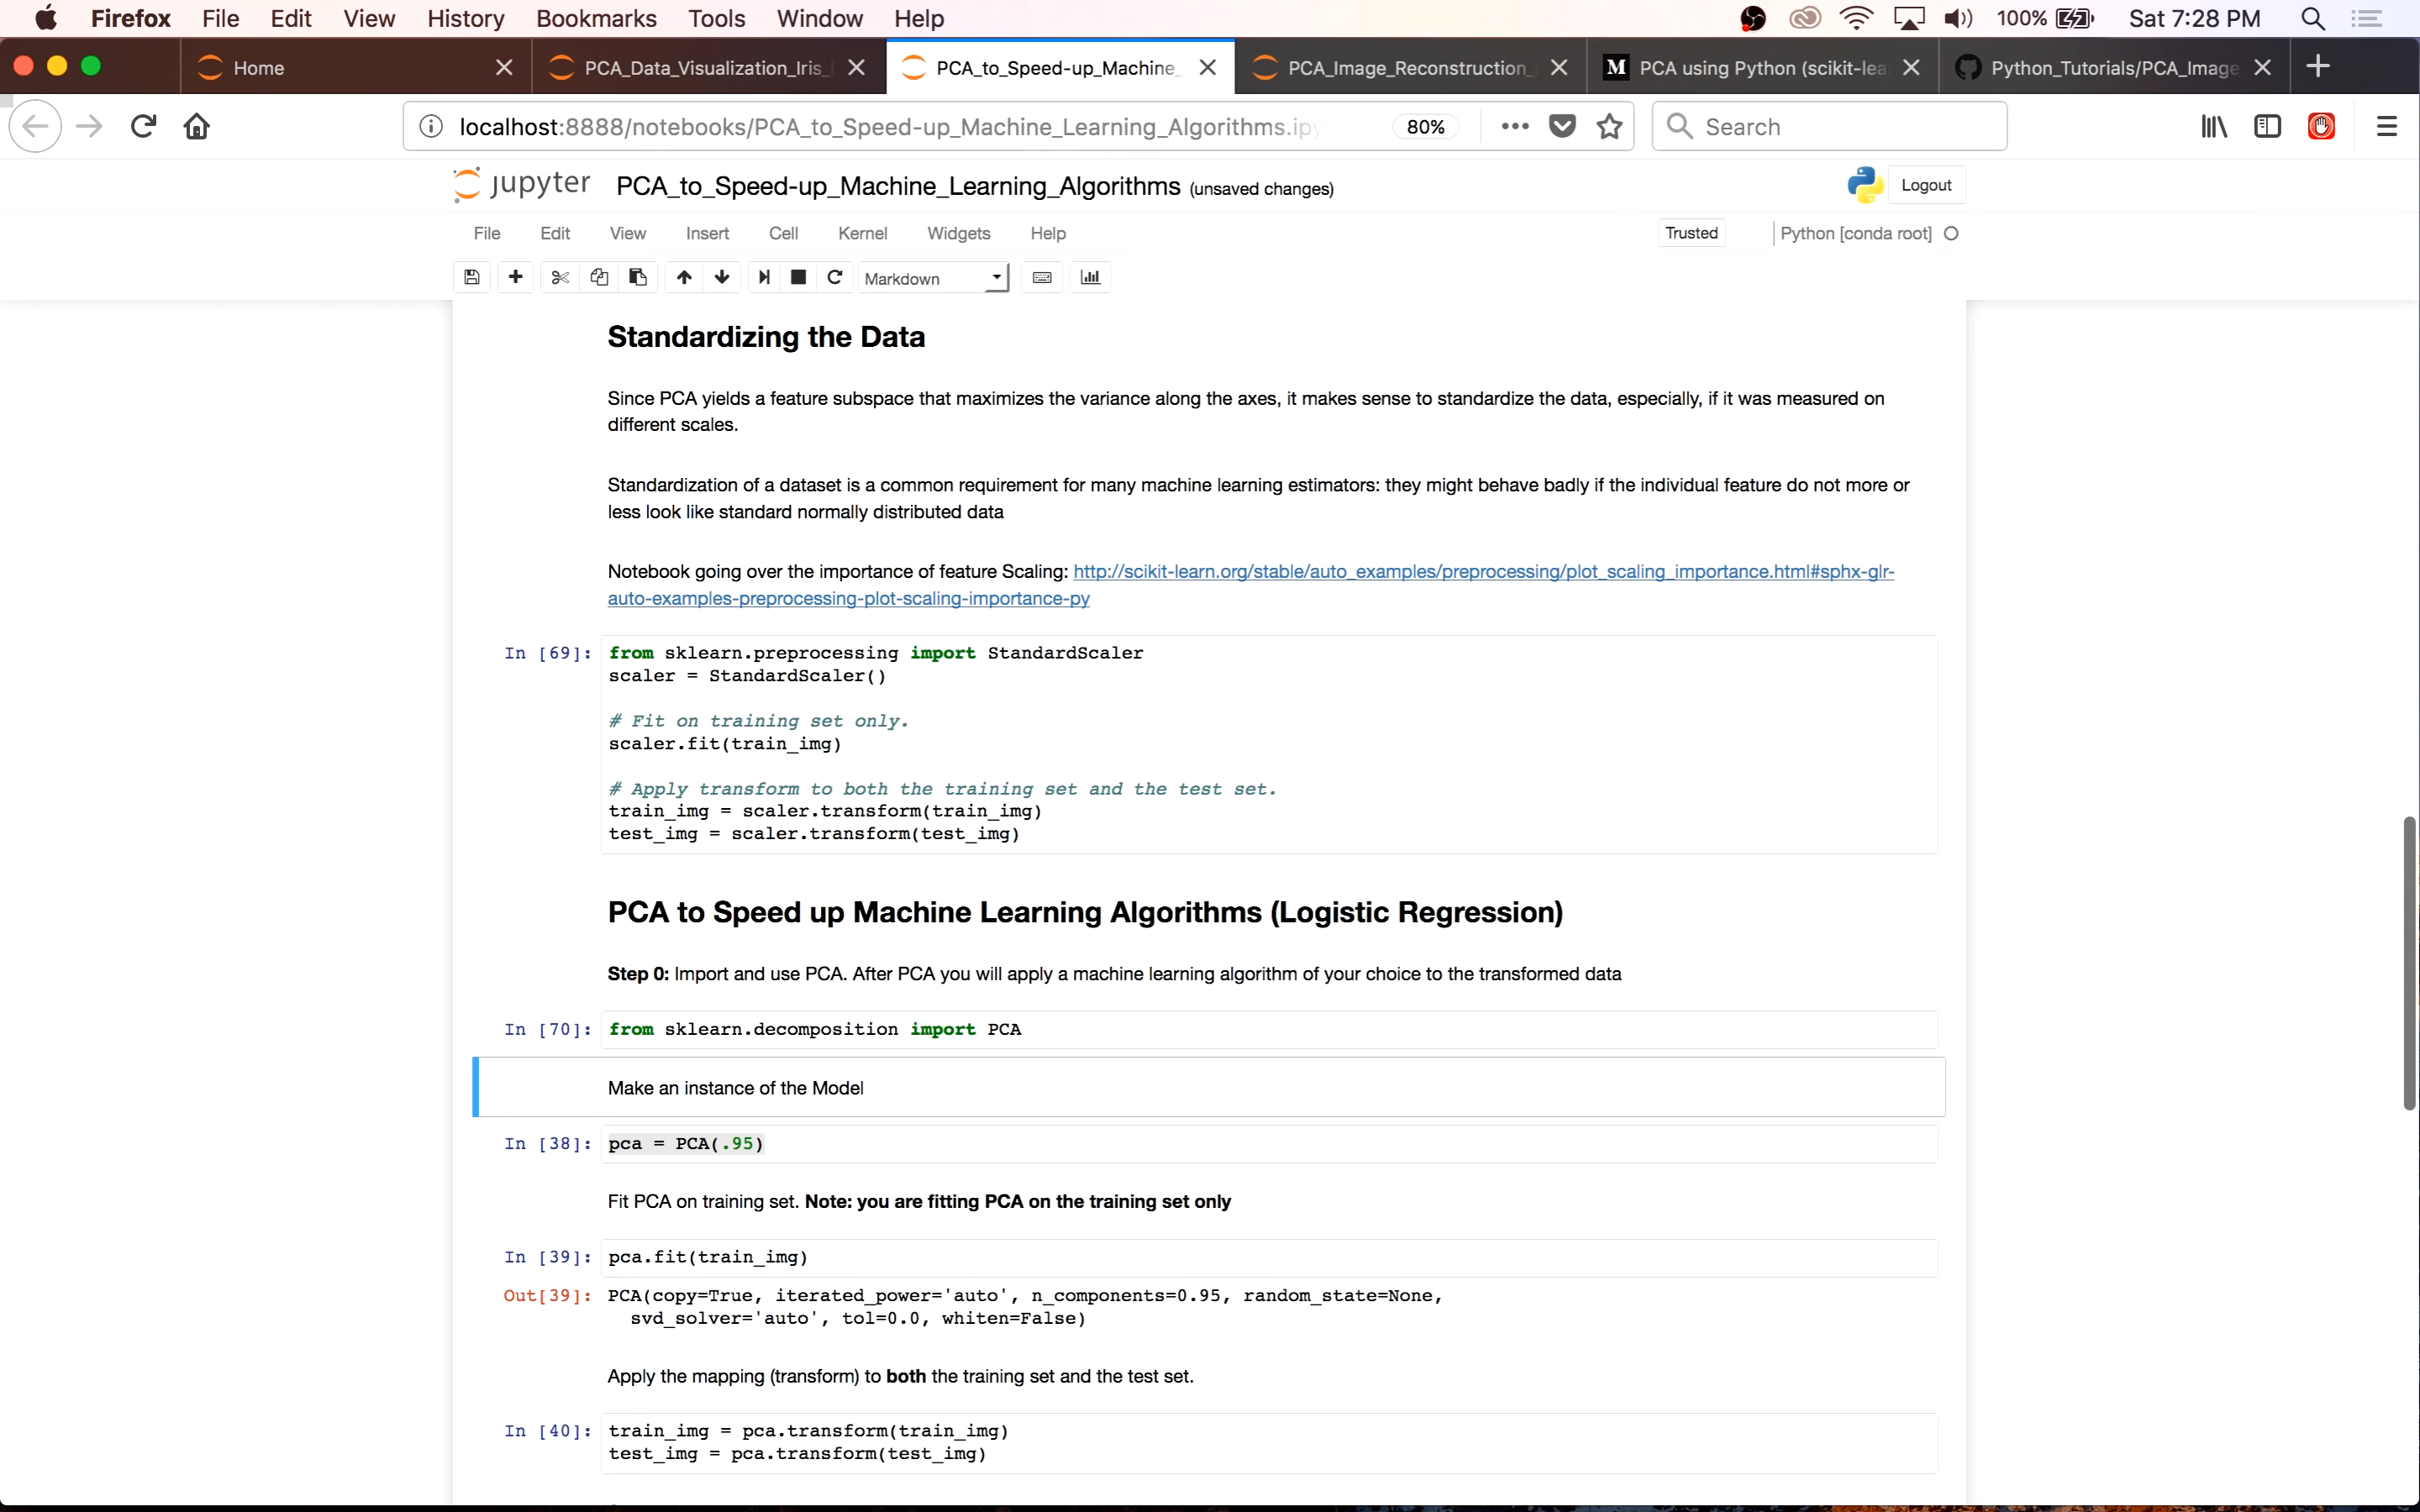 Firefox File Edit View History Bookmarks Tools Window Help 100% Sat 7:28 PM
Home PCA_Data_Visualization_Iris_ PCA_to_Speed-up_Machine_ PCA_Image_Reconstruction_ M PCA using Python (scikit-lea Python_Tutorials/PCA_Image
localhost:8888/notebooks/PCA_to_Speed-up_Machine_Learning_Algorithms.ipy 80% Search
jupyter PCA_to_Speed-up_Machine_Learning_Algorithms (unsaved changes) Logout
File Edit View Insert Cell Kernel Widgets Help Trusted Python [conda root]
Markdown
Standardizing the Data
Since PCA yields a feature subspace that maximizes the variance along the axes, it makes sense to standardize the data, especially, if it was measured on
different scales.
Standardization of a dataset is a common requirement for many machine learning estimators: they might behave badly if the individual feature do not more or
less look like standard normally distributed data
Notebook going over the importance of feature Scaling: http://scikit-learn.org/stable/auto_examples/preprocessing/plot_scaling_importance.html#sphx-glr-
auto-examples-preprocessing-plot-scaling-importance-py
In [69]: from sklearn.preprocessing import StandardScaler
scaler = StandardScaler()
# Fit on training set only.
scaler.fit(train_img)
# Apply transform to both the training set and the test set.
train_img = scaler.transform(train_img)
test_img = scaler.transform(test_img)
PCA to Speed up Machine Learning Algorithms (Logistic Regression)
Step 0: Import and use PCA. After PCA you will apply a machine learning algorithm of your choice to the transformed data
In [70]: from sklearn.decomposition import PCA
Make an instance of the Model
In [38]: pca = PCA(.95)
Fit PCA on training set. Note: you are fitting PCA on the training set only
In [39]: pca.fit(train_img)
Out[39]: PCA(copy=True, iterated_power='auto', n_components=0.95, random_state=None,
svd_solver='auto', tol=0.0, whiten=False)
Apply the mapping (transform) to both the training set and the test set.
In [40]: train_img = pca.transform(train_img)
test_img = pca.transform(test_img)